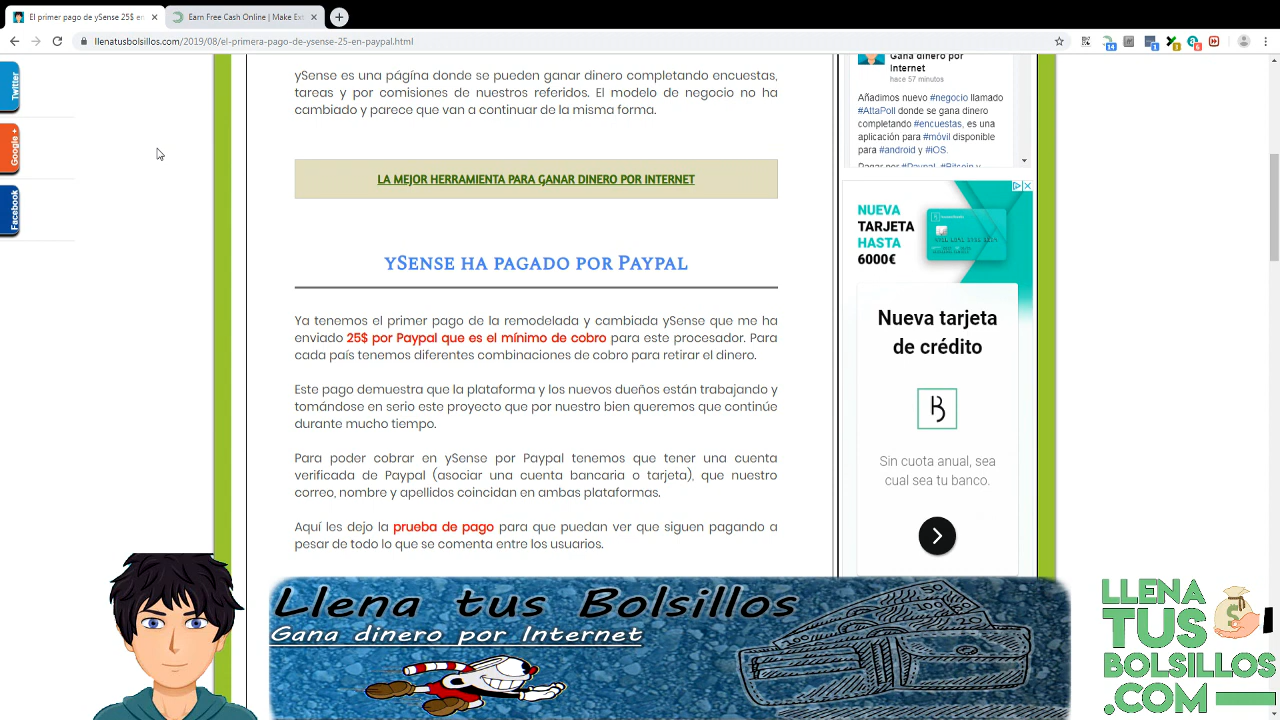 El primer pago de ySense 25$ en
Earn Free Cash Online | Make Ex
llenatusbolsillos.com/2019/08/el-primera-pago-de-ysense-25-en-paypal.html
Twitter
Google +
Facebook
ySense es una página donde se pueden ganar dinero completando encuestas,
tareas y por comisiones de nuestros referidos. El modelo de negocio no ha
cambiado y parece que van a continuar de la misma forma.
LA MEJOR HERRAMIENTA PARA GANAR DINERO POR INTERNET
ySense ha pagado por Paypal
Ya tenemos el primer pago de la remodelada y cambiada ySense que me ha
enviado 25$ por Paypal que es el mínimo de cobro para este procesador. Para
cada país tenemos diferentes combinaciones de cobro para retirar el dinero.
Este pago demuestra que la plataforma y los nuevos dueños están trabajando y
tomándose en serio este proyecto que por nuestro bien queremos que continúe
durante mucho tiempo.
Para poder cobrar en ySense por Paypal tenemos que tener una cuenta
verificada de Paypal (asociar una cuenta bancaria o tarjeta), que nuestro
correo, nombre y apellidos coincidan en ambas plataformas.
Aquí les dejo la prueba de pago para que puedan ver que siguen pagando a
pesar de todo lo que se comenta entre los usuarios.
Gana dinero por
Internet
hace 57 minutos
Añadimos nuevo #negocio llamado
#AttaPoll donde se gana dinero
completando #encuestas, es una
aplicación para #móvil disponible
para #android y #iOS.
Pagar por #Paypal, #Bitcoin y
NUEVA
TARJETA
HASTA
6000€
Nueva tarjeta
de crédito
Sin cuota anual, sea
cual sea tu banco.
Llena tus Bolsillos
Gana dinero por Internet
LLENA
TUS
BOLSILLOS
.COM